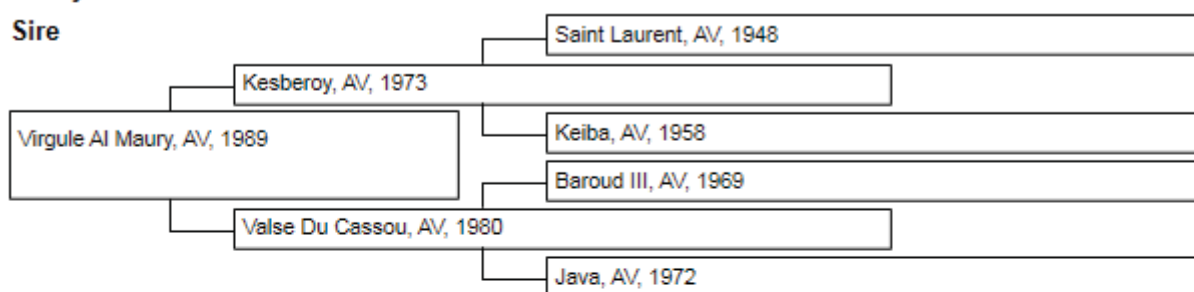 Sire
Saint Laurent, AV, 1948
Kesberoy, AV, 1973
Keiba, AV, 1958
Virgule Al Maury, AV, 1989
Baroud III, AV, 1969
Valse Du Cassou, AV, 1980
Java, AV, 1972